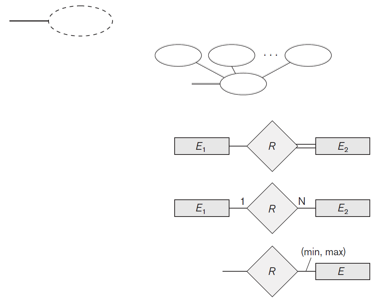 . . .
E₁ R E₂
E₁ 1 R N E₂
(min, max)
R E